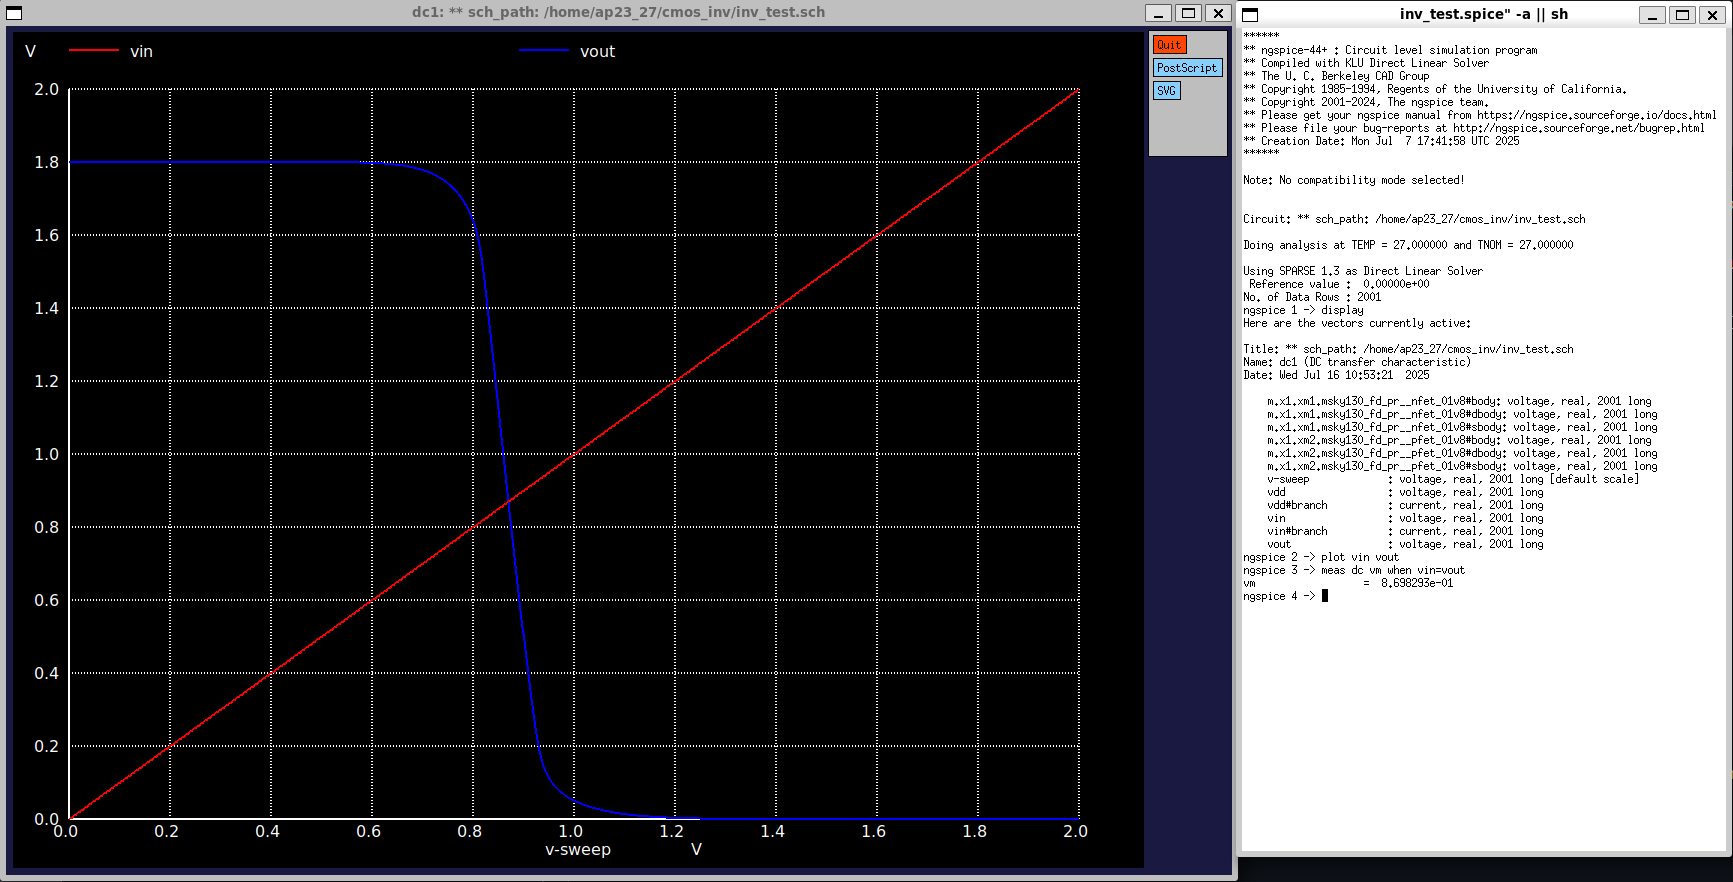 dc1: ** sch_path: /home/ap23_27/cmos_inv/inv_test.sch
V vin vout
2.0
1.8
1.6
1.4
1.2
1.0
0.8
0.6
0.4
0.2
0.0
0.0 0.2 0.4 0.6 0.8 1.0 1.2 1.4 1.6 1.8 2.0
v-sweep V
Quit
PostScript
SVG
inv_test.spice" -a || sh
******
** ngspice-44+ : Circuit level simulation program
** Compiled with KLU Direct Linear Solver
** The U. C. Berkeley CAD Group
** Copyright 1985-1994, Regents of the University of California.
** Copyright 2001-2024, The ngspice team.
** Please get your ngspice manual from https://ngspice.sourceforge.io/docs.html
** Please file your bug-reports at http://ngspice.sourceforge.net/bugrep.html
** Creation Date: Mon Jul  7 17:41:58 UTC 2025
******
Note: No compatibility mode selected!
Circuit: ** sch_path: /home/ap23_27/cmos_inv/inv_test.sch
Doing analysis at TEMP = 27.000000 and TNOM = 27.000000
Using SPARSE 1.3 as Direct Linear Solver
Reference value :  0.00000e+00
No. of Data Rows : 2001
ngspice 1 -> display
Here are the vectors currently active:
Title: ** sch_path: /home/ap23_27/cmos_inv/inv_test.sch
Name: dc1 (DC transfer characteristic)
Date: Wed Jul 16 10:53:21  2025
m.x1.xm1.msky130_fd_pr__nfet_01v8#body: voltage, real, 2001 long
m.x1.xm1.msky130_fd_pr__nfet_01v8#dbody: voltage, real, 2001 long
m.x1.xm1.msky130_fd_pr__nfet_01v8#sbody: voltage, real, 2001 long
m.x1.xm2.msky130_fd_pr__pfet_01v8#body: voltage, real, 2001 long
m.x1.xm2.msky130_fd_pr__pfet_01v8#dbody: voltage, real, 2001 long
m.x1.xm2.msky130_fd_pr__pfet_01v8#sbody: voltage, real, 2001 long
v-sweep : voltage, real, 2001 long [default scale]
vdd : voltage, real, 2001 long
vdd#branch : current, real, 2001 long
vin : voltage, real, 2001 long
vin#branch : current, real, 2001 long
vout : voltage, real, 2001 long
ngspice 2 -> plot vin vout
ngspice 3 -> meas dc vm when vin=vout
vm = 8.698293e-01
ngspice 4 ->